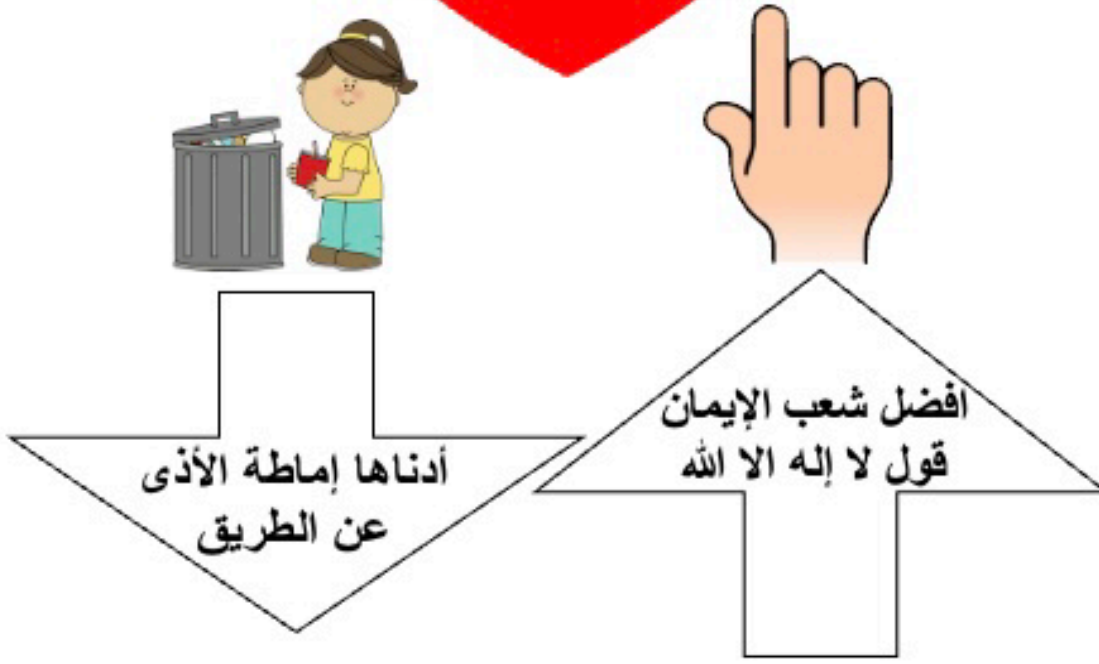 افضل شعب الإيمان
قول لا إله الا الله
أدناها إماطة الأذى
عن الطريق